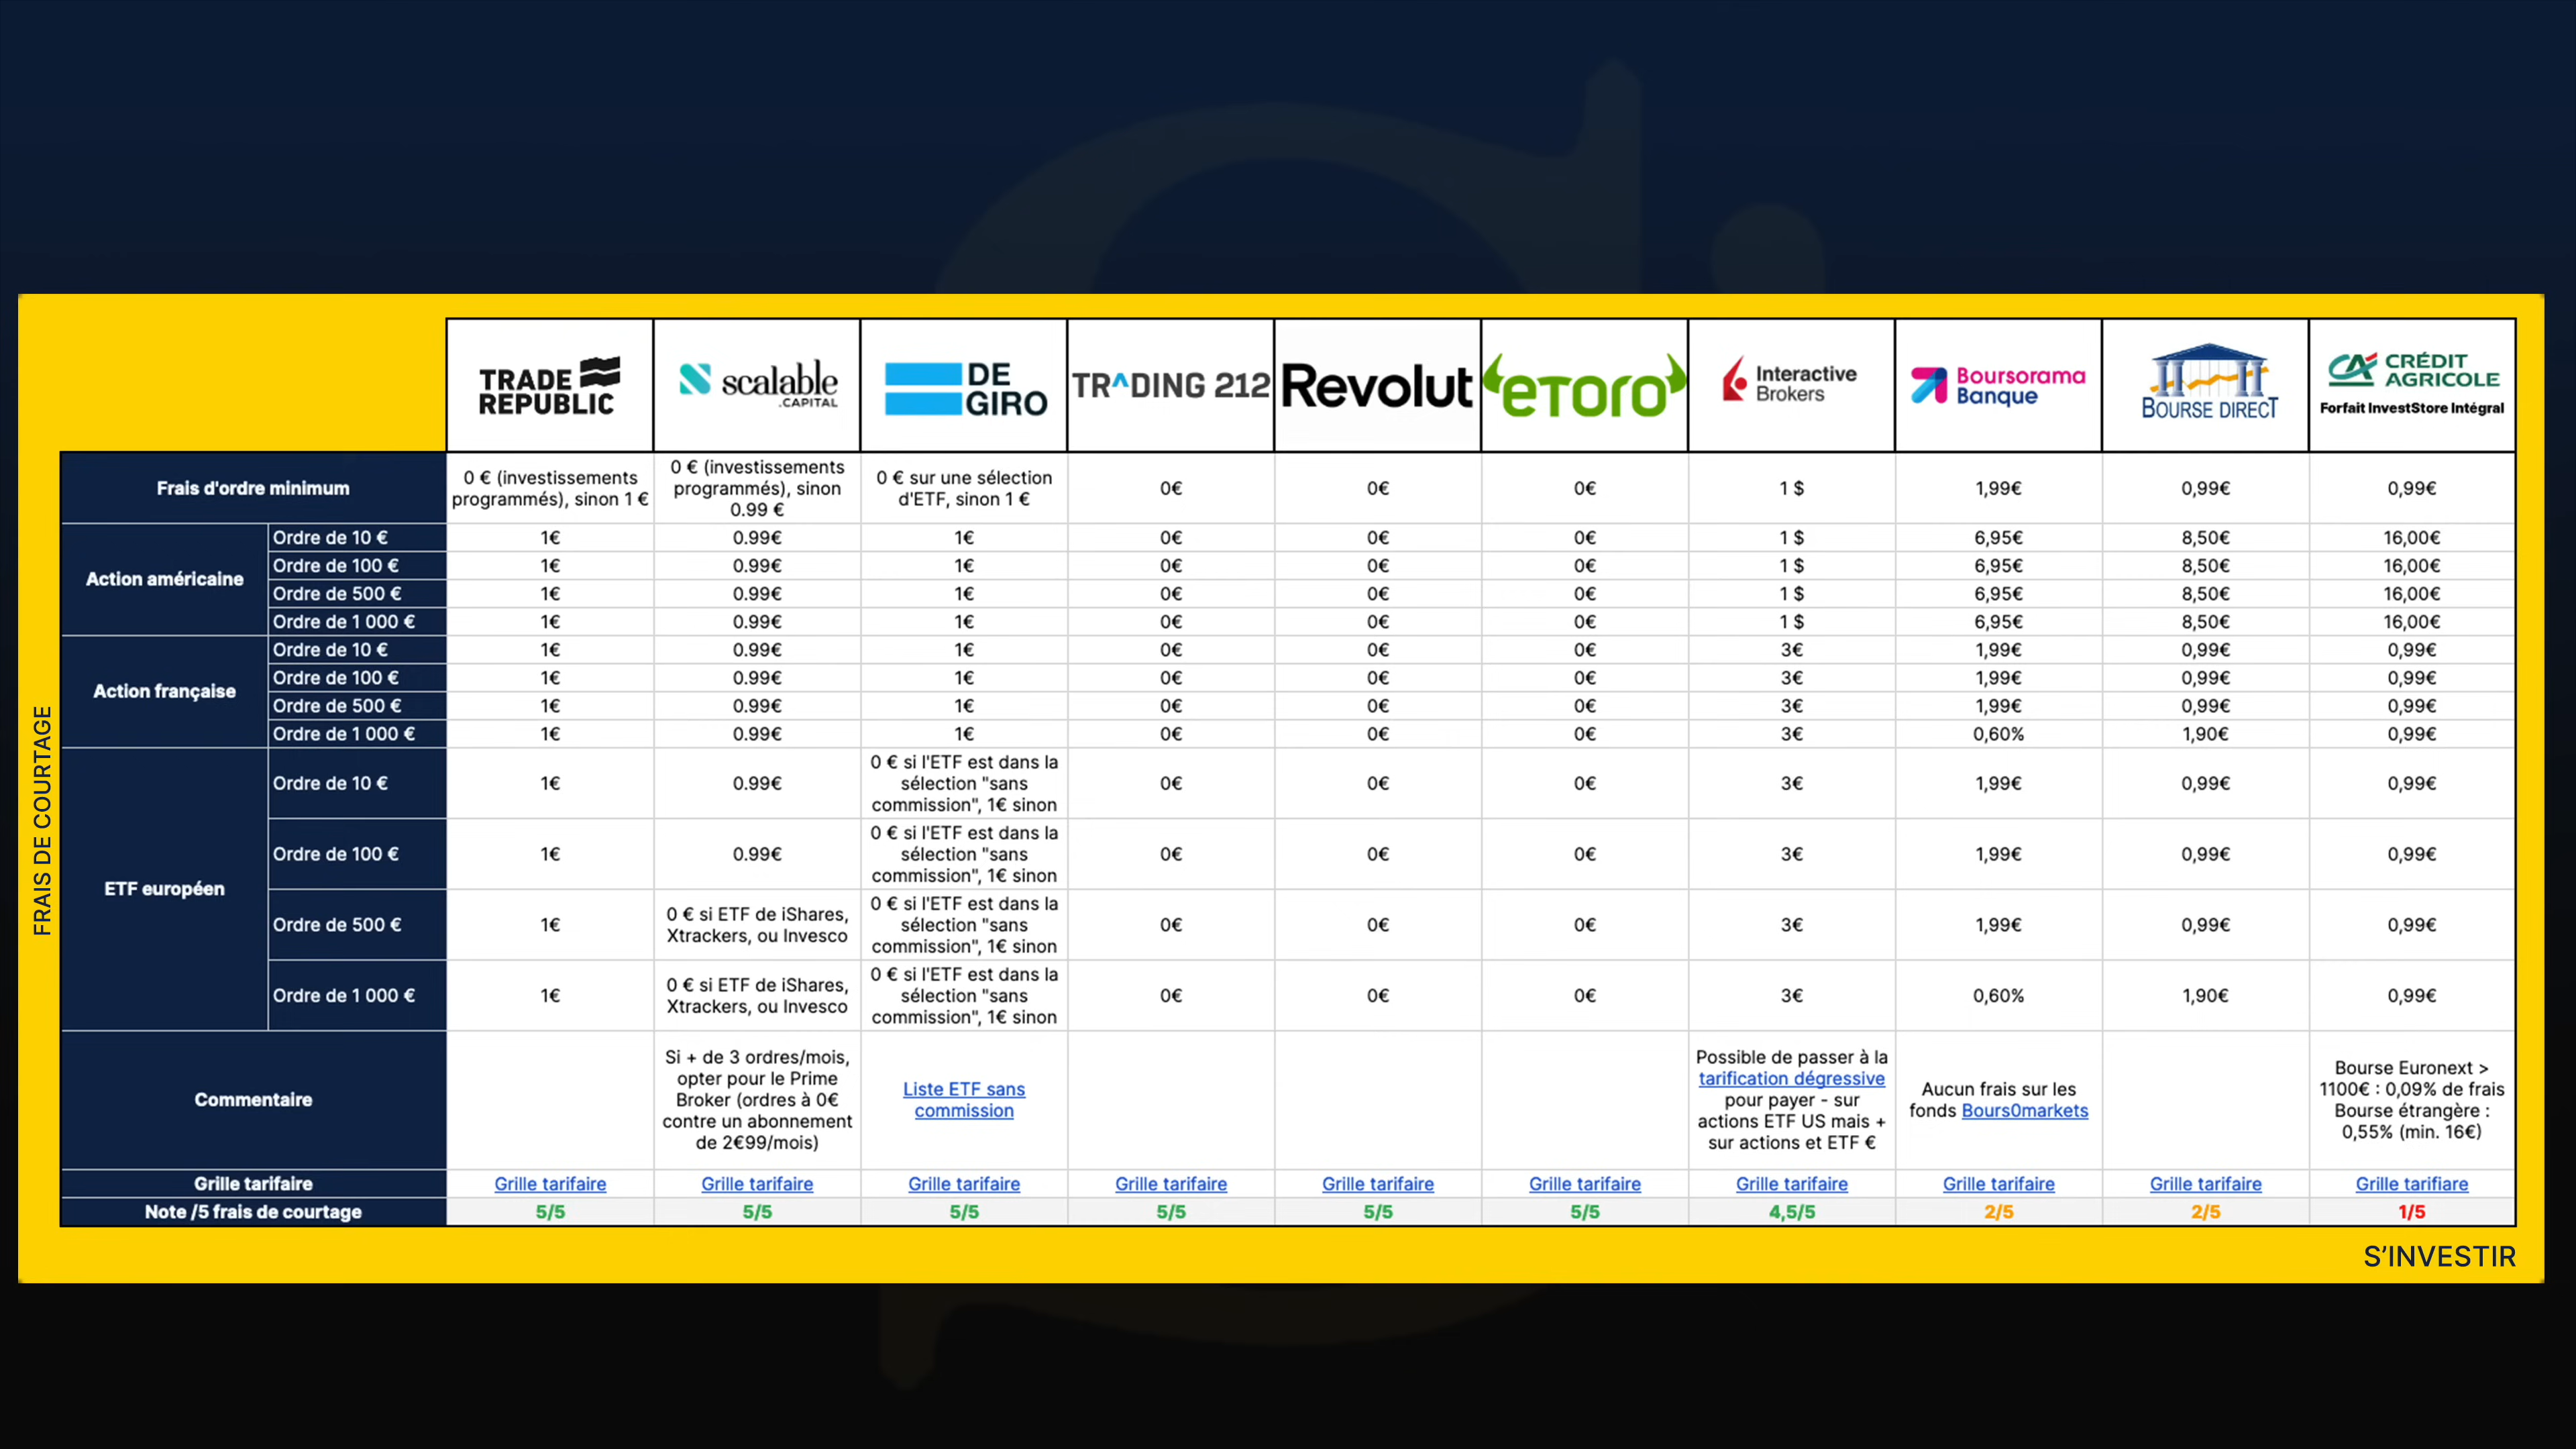 TRADE REPUBLIC
scalable .CAPITAL
DE GIRO
TRADING 212
Revolut
eToro
Interactive Brokers
Boursorama Banque
BOURSE DIRECT
CRÉDIT AGRICOLE
Forfait InvestStore Intégral
FRAIS DE COURTAGE
Frais d'ordre minimum
0 € (investissements
programmés), sinon 1 €
0 € (investissements
programmés), sinon
0.99 €
0 € sur une sélection
d'ETF, sinon 1 €
0€ 0€ 0€ 1 $ 1,99€ 0,99€ 0,99€
Action américaine
Ordre de 10 € 1€ 0.99€ 1€ 0€ 0€ 0€ 1 $ 6,95€ 8,50€ 16,00€
Ordre de 100 € 1€ 0.99€ 1€ 0€ 0€ 0€ 1 $ 6,95€ 8,50€ 16,00€
Ordre de 500 € 1€ 0.99€ 1€ 0€ 0€ 0€ 1 $ 6,95€ 8,50€ 16,00€
Ordre de 1 000 € 1€ 0.99€ 1€ 0€ 0€ 0€ 1 $ 6,95€ 8,50€ 16,00€
Action française
Ordre de 10 € 1€ 0.99€ 1€ 0€ 0€ 0€ 3€ 1,99€ 0,99€ 0,99€
Ordre de 100 € 1€ 0.99€ 1€ 0€ 0€ 0€ 3€ 1,99€ 0,99€ 0,99€
Ordre de 500 € 1€ 0.99€ 1€ 0€ 0€ 0€ 3€ 1,99€ 0,99€ 0,99€
Ordre de 1 000 € 1€ 0.99€ 1€ 0€ 0€ 0€ 3€ 0,60% 1,90€ 0,99€
ETF européen
Ordre de 10 € 1€ 0.99€
0 € si l'ETF est dans la
sélection "sans
commission", 1€ sinon
0€ 0€ 0€ 3€ 1,99€ 0,99€ 0,99€
Ordre de 100 € 1€ 0.99€
0 € si l'ETF est dans la
sélection "sans
commission", 1€ sinon
0€ 0€ 0€ 3€ 1,99€ 0,99€ 0,99€
Ordre de 500 € 1€
0 € si ETF de iShares,
Xtrackers, ou Invesco
0 € si l'ETF est dans la
sélection "sans
commission", 1€ sinon
0€ 0€ 0€ 3€ 1,99€ 0,99€ 0,99€
Ordre de 1 000 € 1€
0 € si ETF de iShares,
Xtrackers, ou Invesco
0 € si l'ETF est dans la
sélection "sans
commission", 1€ sinon
0€ 0€ 0€ 3€ 0,60% 1,90€ 0,99€
Commentaire
Si + de 3 ordres/mois,
opter pour le Prime
Broker (ordres à 0€
contre un abonnement
de 2€99/mois)
Liste ETF sans
commission
Possible de passer à la
tarification dégressive
pour payer - sur
actions ETF US mais +
sur actions et ETF €
Aucun frais sur les
fonds Bours0markets
Bourse Euronext >
1100€ : 0,09% de frais
Bourse étrangère :
0,55% (min. 16€)
Grille tarifaire Grille tarifaire Grille tarifaire Grille tarifaire Grille tarifaire Grille tarifaire Grille tarifaire Grille tarifaire Grille tarifaire Grille tarifaire Grille tarifiare
Note /5 frais de courtage 5/5 5/5 5/5 5/5 5/5 5/5 4,5/5 2/5 2/5 1/5
S'INVESTIR